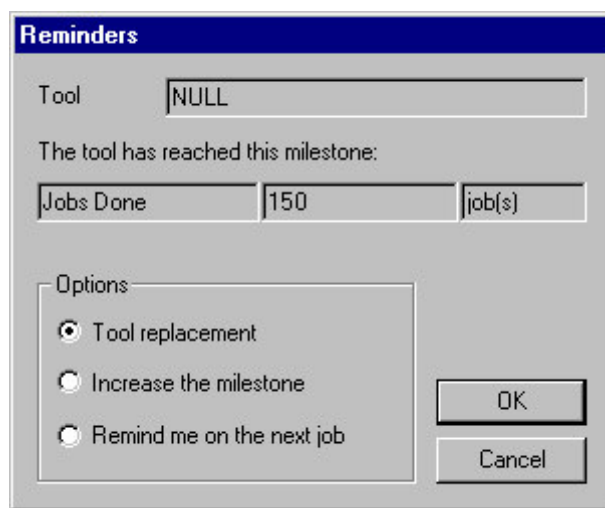 Reminders
Tool NULL
The tool has reached this milestone:
Jobs Done 150 job(s)
Options
Tool replacement
Increase the milestone
Remind me on the next job
OK
Cancel